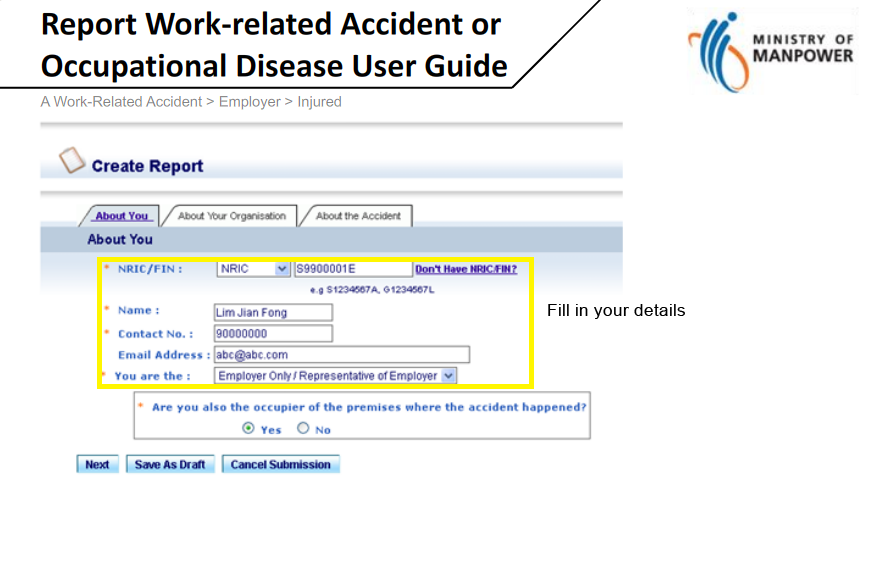 Report Work-related Accident or
Occupational Disease User Guide
MINISTRY OF
MANPOWER
A Work-Related Accident > Employer > Injured
Create Report
About You About Your Organisation About the Accident
About You
* NRIC/FIN : NRIC S9900001E Don't Have NRIC/FIN?
e.g S1234567A, G1234567L
* Name : Lim Jian Fong
Fill in your details
* Contact No. : 90000000
Email Address : abc@abc.com
* You are the : Employer Only / Representative of Employer
* Are you also the occupier of the premises where the accident happened?
Yes No
Next Save As Draft Cancel Submission